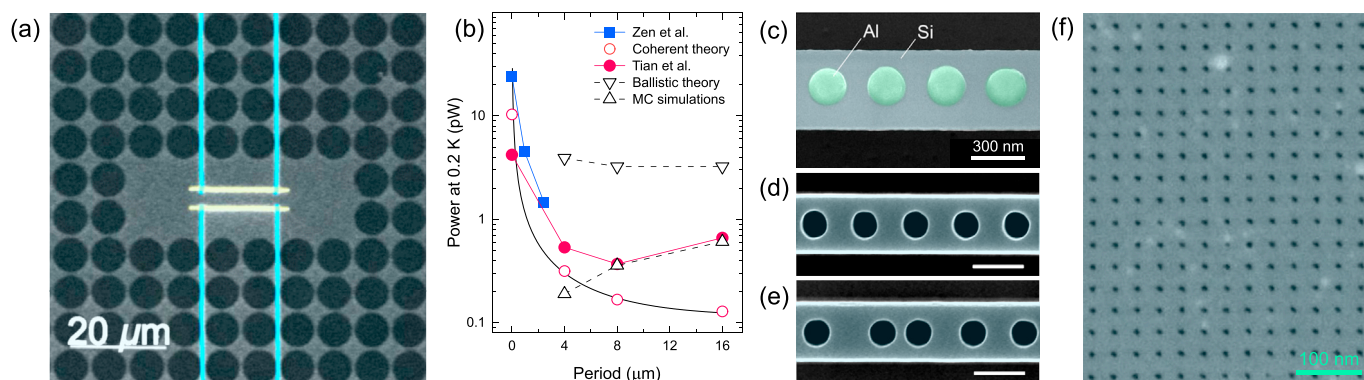 (a)
20 µm
(b)
Power at 0.2 K (pW)
10
1
0.1
0 4 8 12 16
Period (µm)
Zen et al.
Coherent theory
Tian et al.
Ballistic theory
MC simulations
(c)
Al
Si
300 nm
(d)
(e)
(f)
100 nm